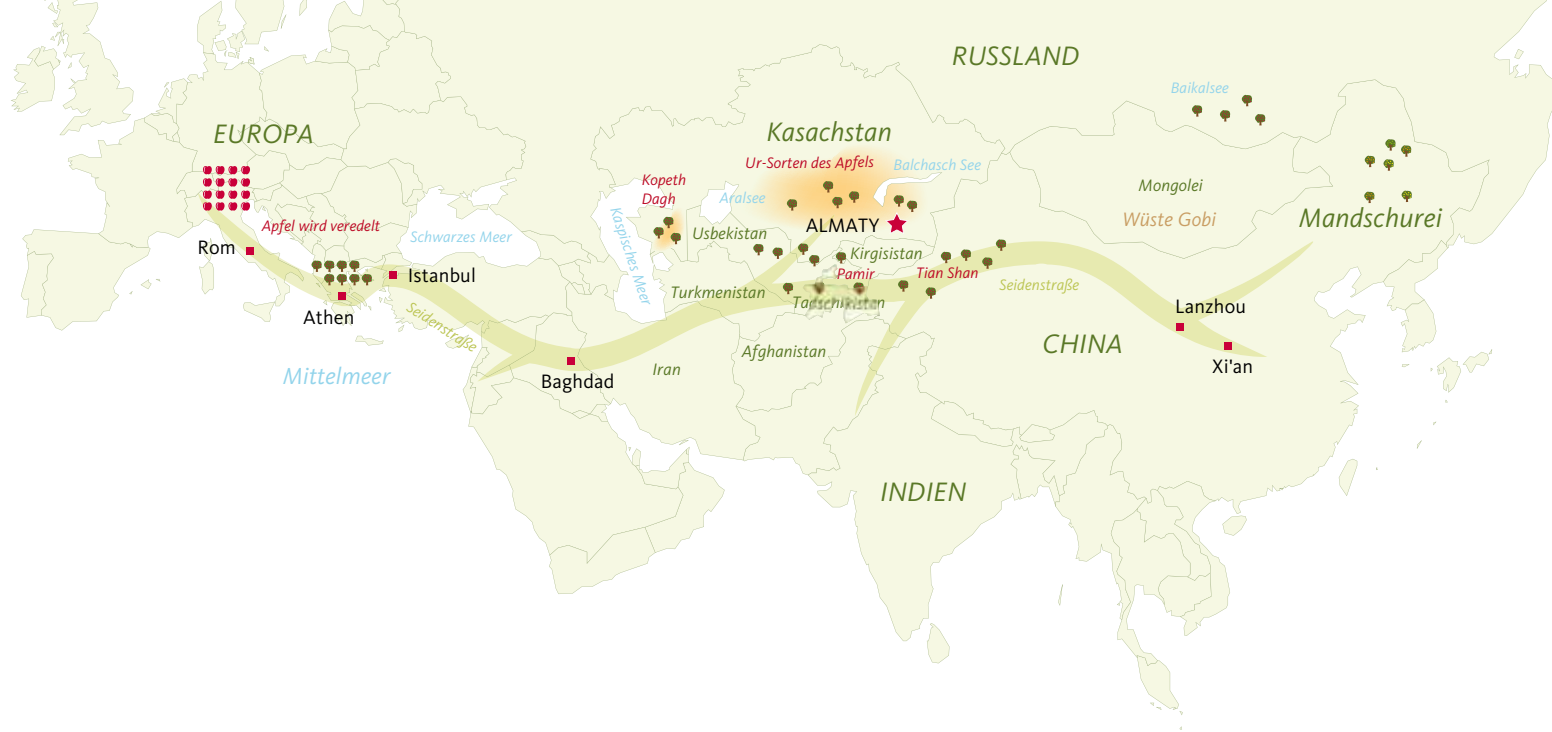 RUSSLAND
Baikalsee
EUROPA
Kasachstan
Ur-Sorten des Apfels
Balchasch See
Kopeth
Dagh
Aralsee
Mongolei
Wüste Gobi
Mandschurei
Apfel wird veredelt
ALMATY
Rom
Schwarzes Meer
Kaspisches Meer
Usbekistan
Kirgisistan
Istanbul
Pamir
Tian Shan
Seidenstraße
Turkmenistan
Tadschikistan
Lanzhou
Athen
Seidenstraße
CHINA
Afghanistan
Iran
Xi'an
Mittelmeer
Baghdad
INDIEN